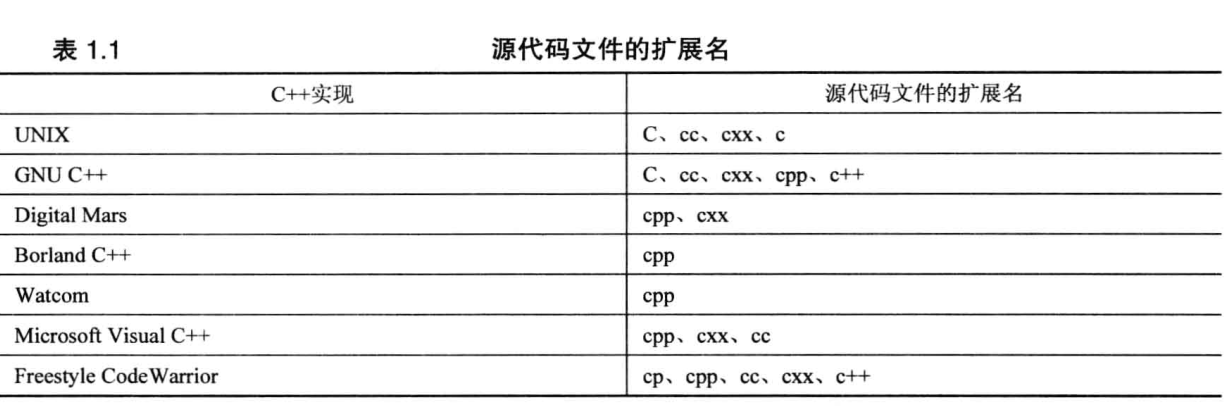 表 1.1 源代码文件的扩展名
C++实现 源代码文件的扩展名
UNIX C、cc、cxx、c
GNU C++ C、cc、cxx、cpp、c++
Digital Mars cpp、cxx
Borland C++ cpp
Watcom cpp
Microsoft Visual C++ cpp、cxx、cc
Freestyle CodeWarrior cp、cpp、cc、cxx、c++